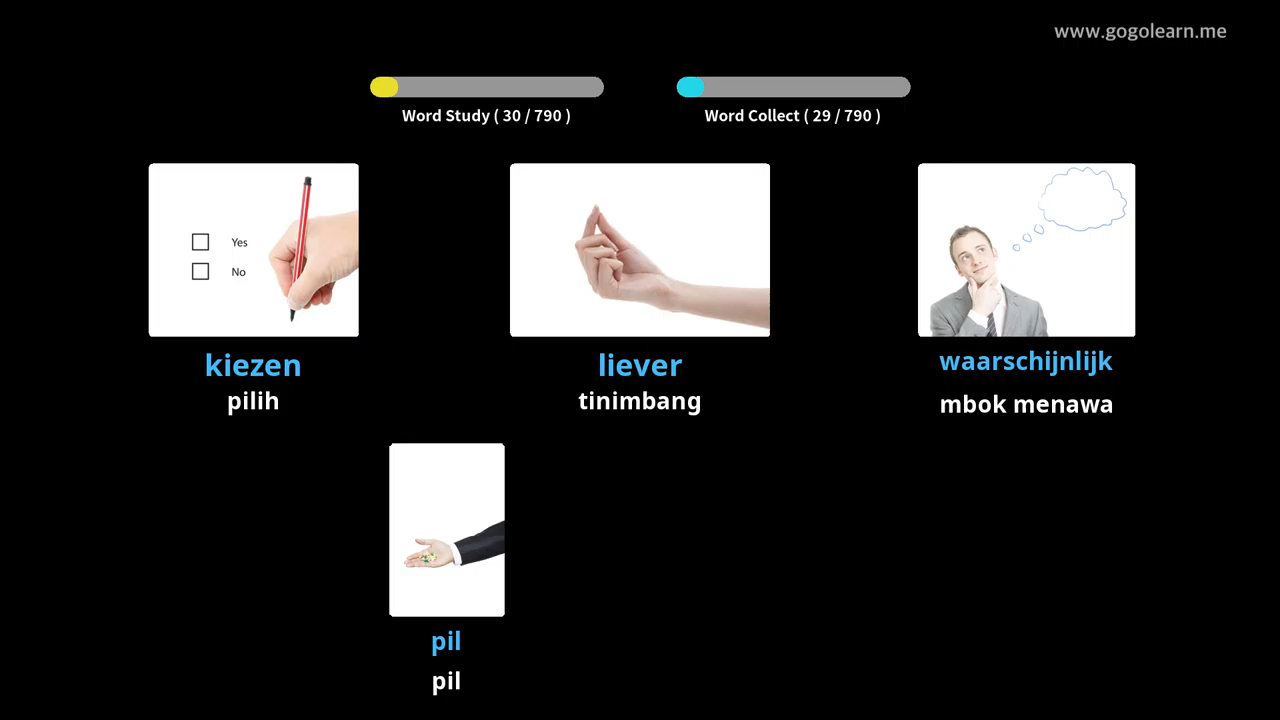 www.gogolearn.me
Word Study ( 30 / 790 )
Word Collect ( 29 / 790 )
Yes
No
kiezen
pilih
liever
tinimbang
waarschijnlijk
mbok menawa
pil
pil